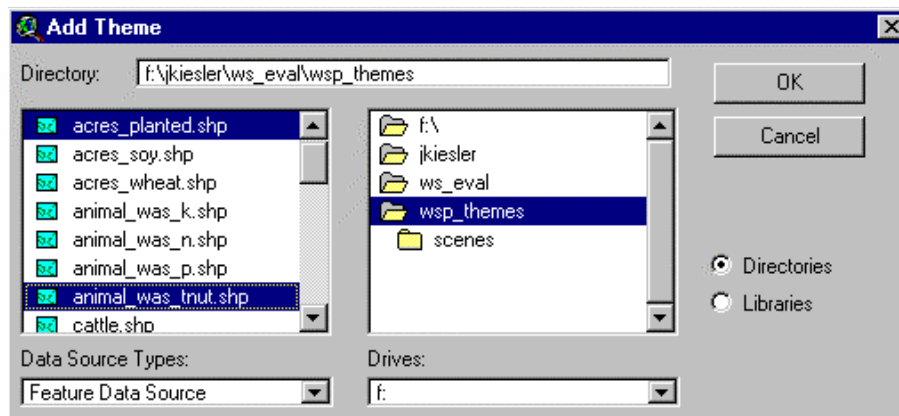 Add Theme
Directory: f:\jkiesler\ws_eval\wsp_themes
OK
Cancel
acres_planted.shp
acres_soy.shp
acres_wheat.shp
animal_was_k.shp
animal_was_n.shp
animal_was_p.shp
animal_was_tnut.shp
cattle.shp
f:\
jkiesler
ws_eval
wsp_themes
scenes
Directories
Libraries
Data Source Types:
Feature Data Source
Drives:
f: